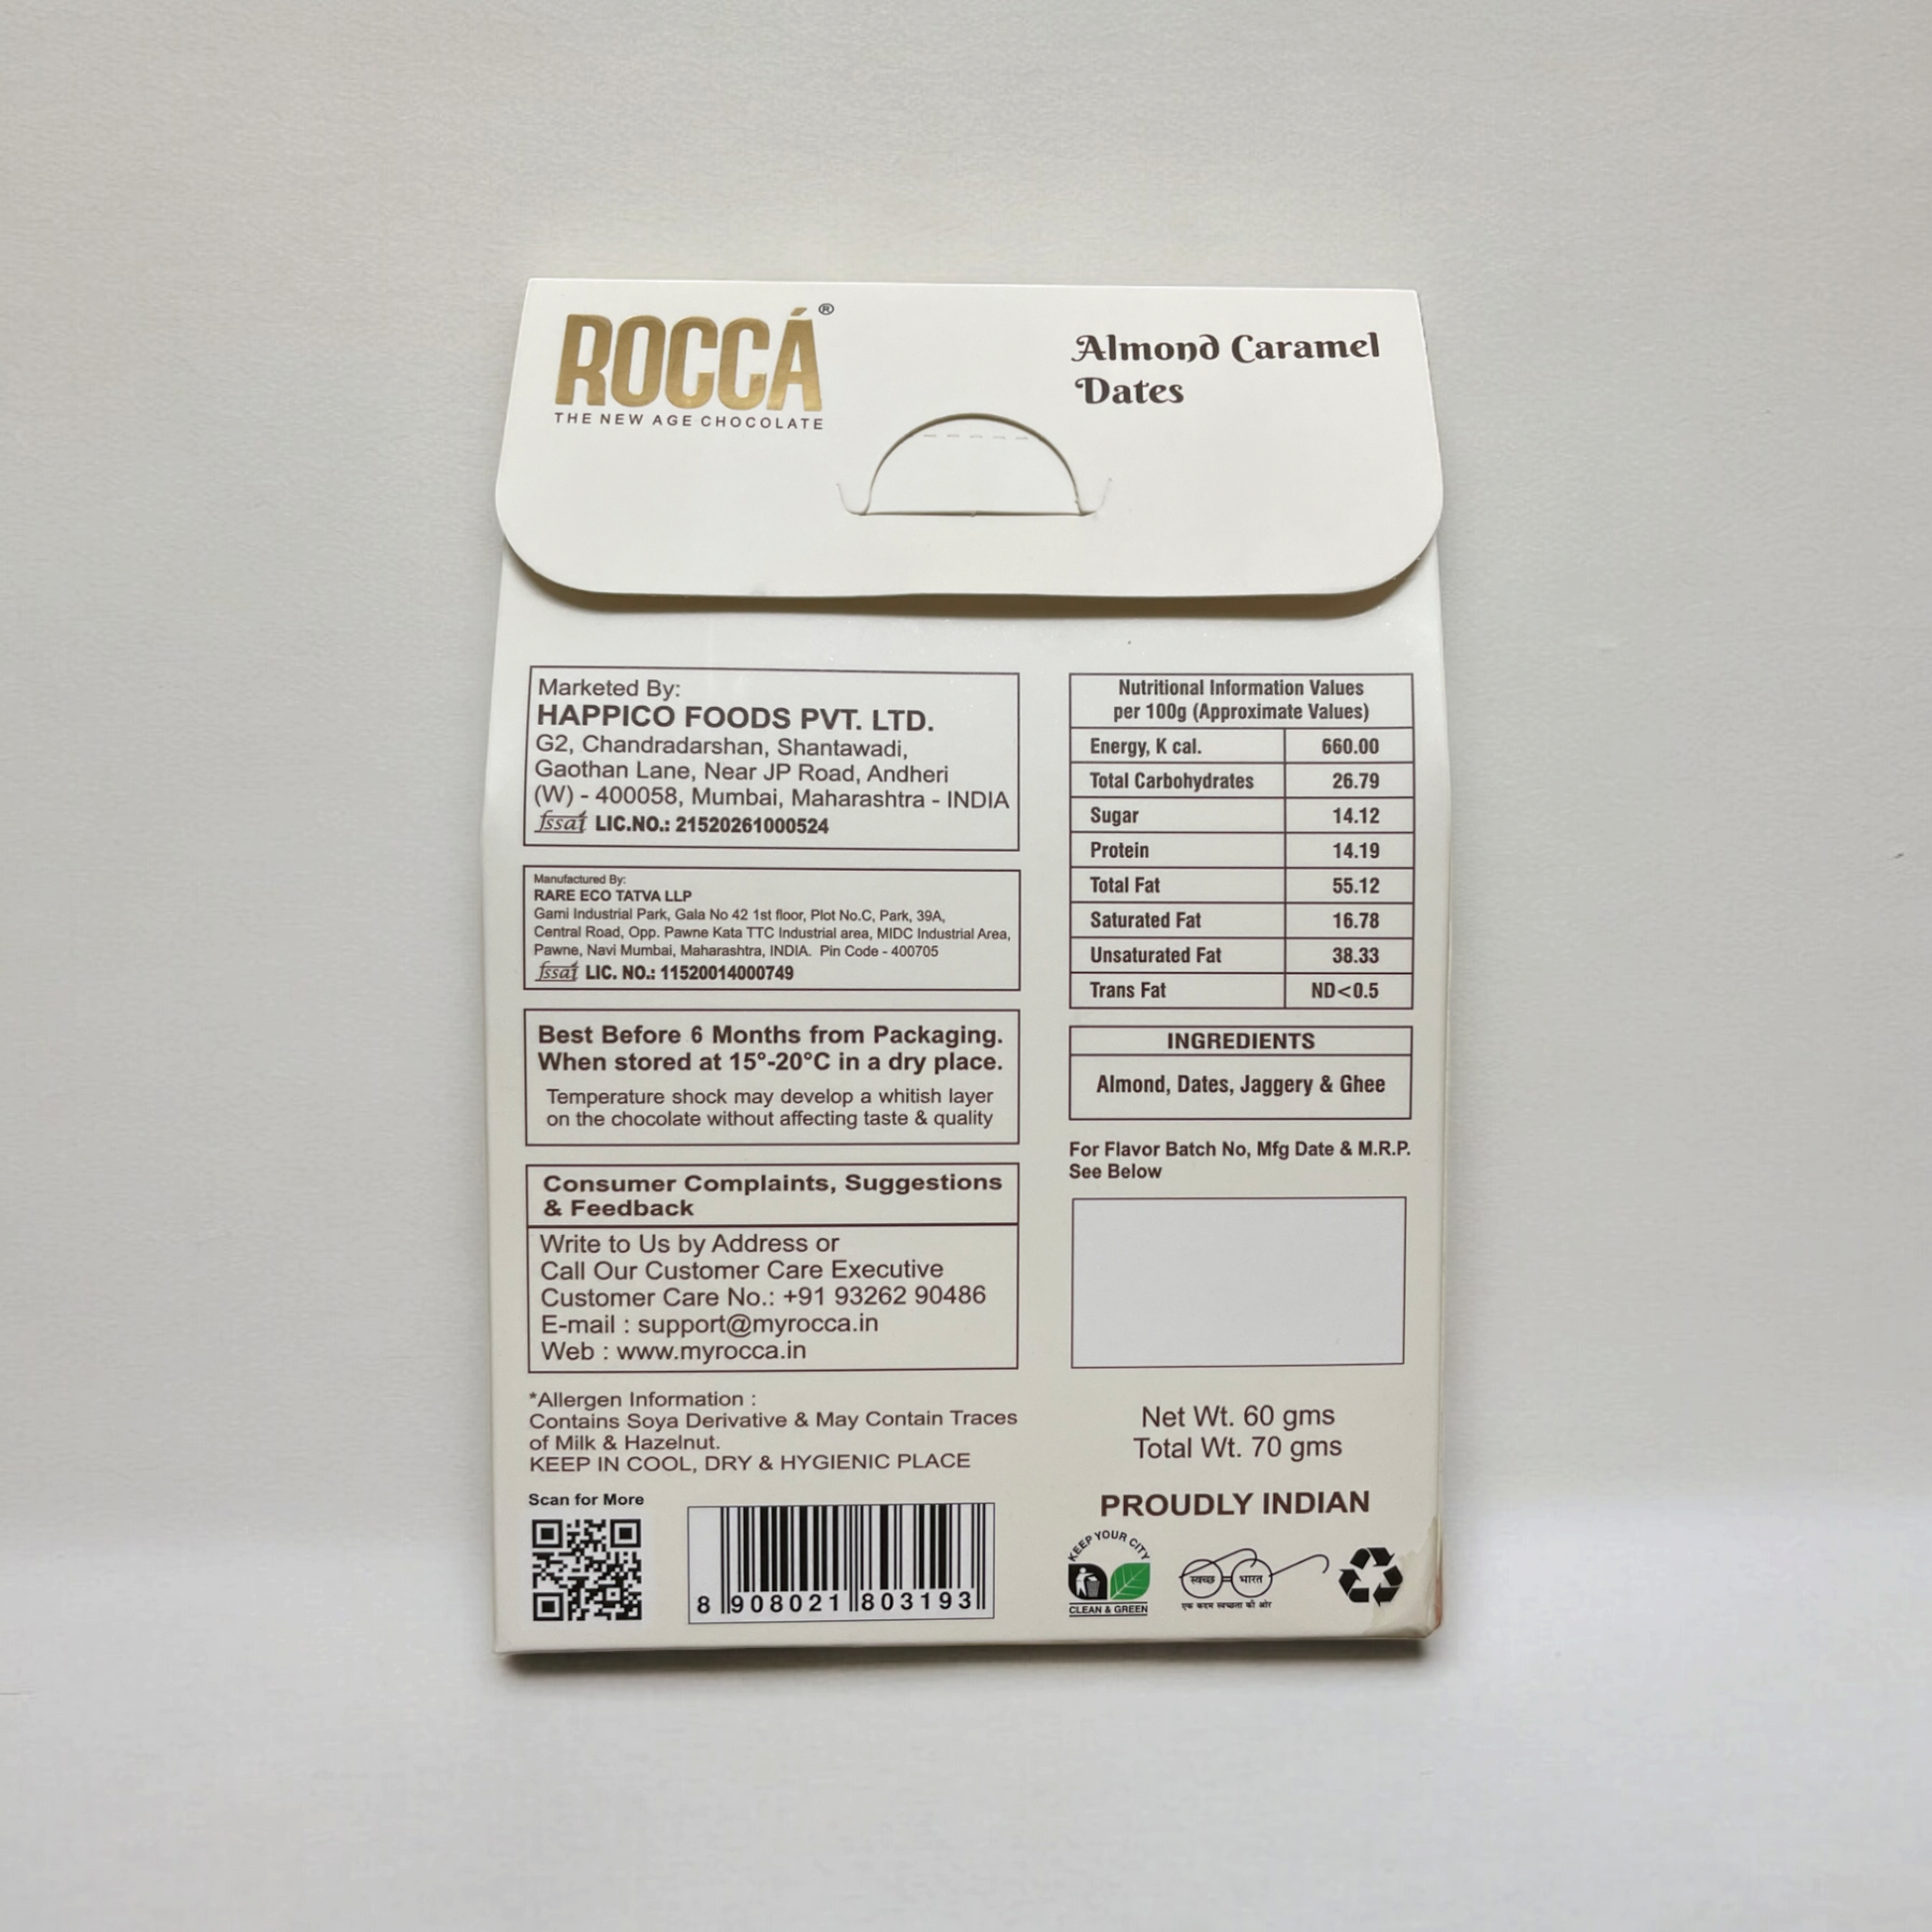 ROCCÁ®
THE NEW AGE CHOCOLATE
Almond Caramel
Dates
Marketed By:
HAPPICO FOODS PVT. LTD.
G2, Chandradarshan, Shantawadi,
Gaothan Lane, Near JP Road, Andheri
(W) - 400058, Mumbai, Maharashtra - INDIA
fssai LIC.NO.: 21520261000524
Manufactured By:
RARE ECO TATVA LLP
Gami Industrial Park, Gala No 42 1st floor, Plot No.C, Park, 39A,
Central Road, Opp. Pawne Kata TTC Industrial area, MIDC Industrial Area,
Pawne, Navi Mumbai, Maharashtra, INDIA. Pin Code - 400705
fssai LIC. NO.: 11520014000749
Best Before 6 Months from Packaging.
When stored at 15°-20°C in a dry place.
Temperature shock may develop a whitish layer
on the chocolate without affecting taste & quality
Consumer Complaints, Suggestions
& Feedback
Write to Us by Address or
Call Our Customer Care Executive
Customer Care No.: +91 93262 90486
E-mail : support@myrocca.in
Web : www.myrocca.in
*Allergen Information :
Contains Soya Derivative & May Contain Traces
of Milk & Hazelnut.
KEEP IN COOL, DRY & HYGIENIC PLACE
Scan for More
8 908021 803193
Nutritional Information Values
per 100g (Approximate Values)
Energy, K cal. 660.00
Total Carbohydrates 26.79
Sugar 14.12
Protein 14.19
Total Fat 55.12
Saturated Fat 16.78
Unsaturated Fat 38.33
Trans Fat ND<0.5
INGREDIENTS
Almond, Dates, Jaggery & Ghee
For Flavor Batch No, Mfg Date & M.R.P.
See Below
Net Wt. 60 gms
Total Wt. 70 gms
PROUDLY INDIAN
KEEP YOUR CITY
CLEAN & GREEN
स्वच्छ भारत
एक कदम स्वच्छता की ओर